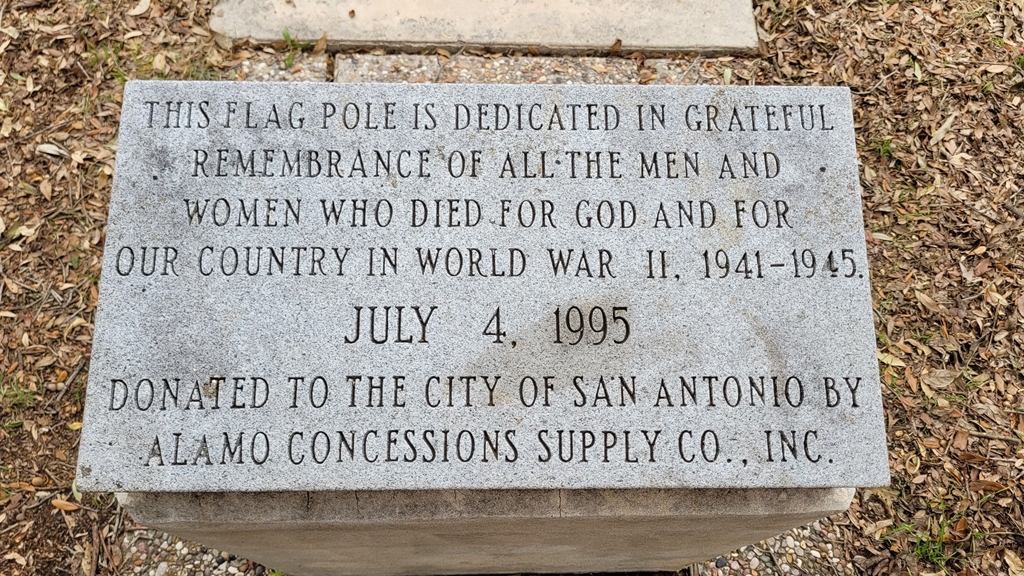 THIS FLAG POLE IS DEDICATED IN GRATEFUL
REMEMBRANCE OF ALL THE MEN AND
WOMEN WHO DIED FOR GOD AND FOR
OUR COUNTRY IN WORLD WAR II, 1941-1945.
JULY 4, 1995
DONATED TO THE CITY OF SAN ANTONIO BY
ALAMO CONCESSIONS SUPPLY CO., INC.